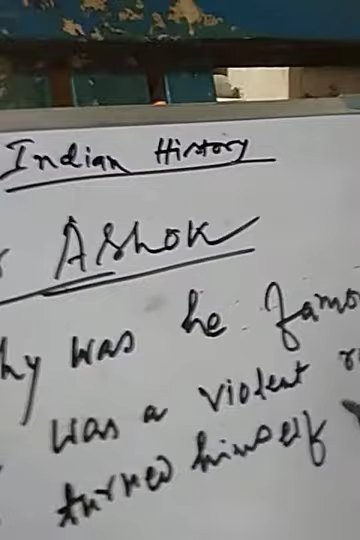 Indian History
Ashok
hy was he famo
was a violent r
turned himself